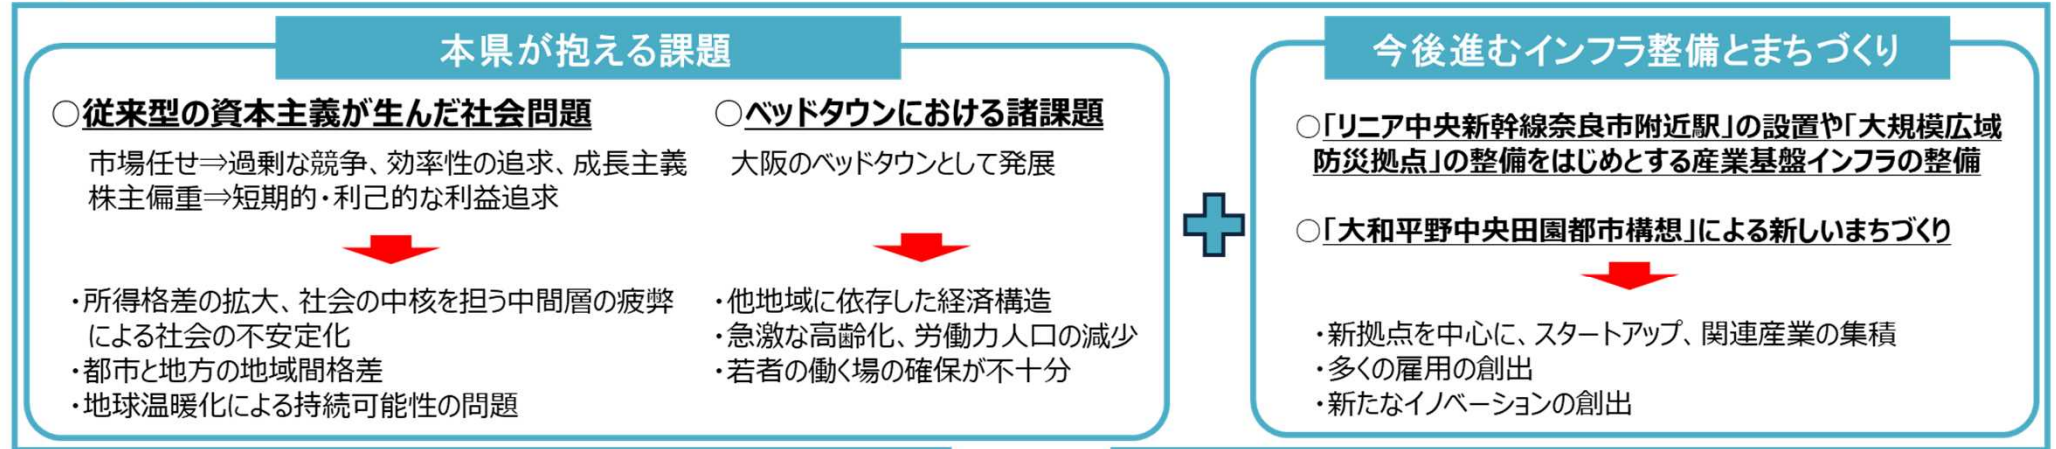 本県が抱える課題
○従来型の資本主義が生んだ社会問題
市場任せ⇒過剰な競争、効率性の追求、成長主義
株主偏重⇒短期的・利己的な利益追求
・所得格差の拡大、社会の中核を担う中間層の疲弊
による社会の不安定化
・都市と地方の地域間格差
・地球温暖化による持続可能性の問題
○ベッドタウンにおける諸課題
大阪のベッドタウンとして発展
・他地域に依存した経済構造
・急激な高齢化、労働力人口の減少
・若者の働く場の確保が不十分
今後進むインフラ整備とまちづくり
○「リニア中央新幹線奈良市附近駅」の設置や「大規模広域
防災拠点」の整備をはじめとする産業基盤インフラの整備
○「大和平野中央田園都市構想」による新しいまちづくり
・新拠点を中心に、スタートアップ、関連産業の集積
・多くの雇用の創出
・新たなイノベーションの創出